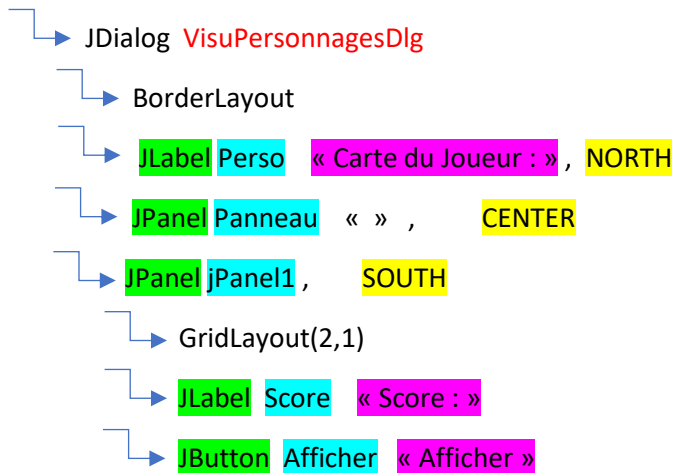 JDialog VisuPersonnagesDlg
BorderLayout
JLabel Perso « Carte du Joueur : » , NORTH
JPanel Panneau « » , CENTER
JPanel jPanel1 , SOUTH
GridLayout(2,1)
JLabel Score « Score : »
JButton Afficher « Afficher »